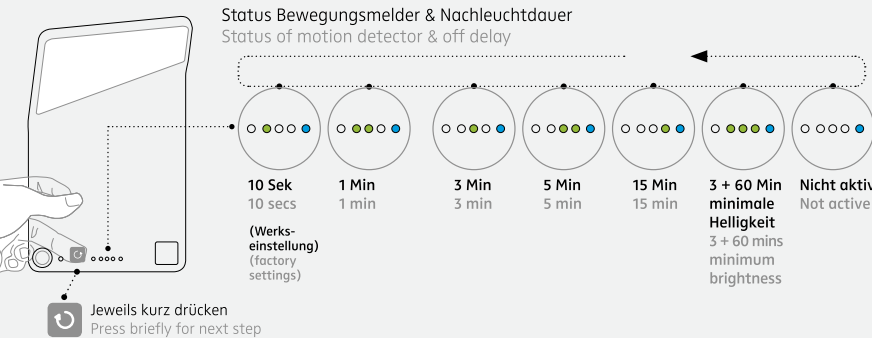 Status Bewegungsmelder & Nachleuchtdauer
Status of motion detector & off delay
10 Sek
10 secs
(Werks-
einstellung)
(factory
settings)
1 Min
1 min
3 Min
3 min
5 Min
5 min
15 Min
15 min
3 + 60 Min
minimale
Helligkeit
3 + 60 mins
minimum
brightness
Nicht aktiv
Not active
Jeweils kurz drücken
Press briefly for next step